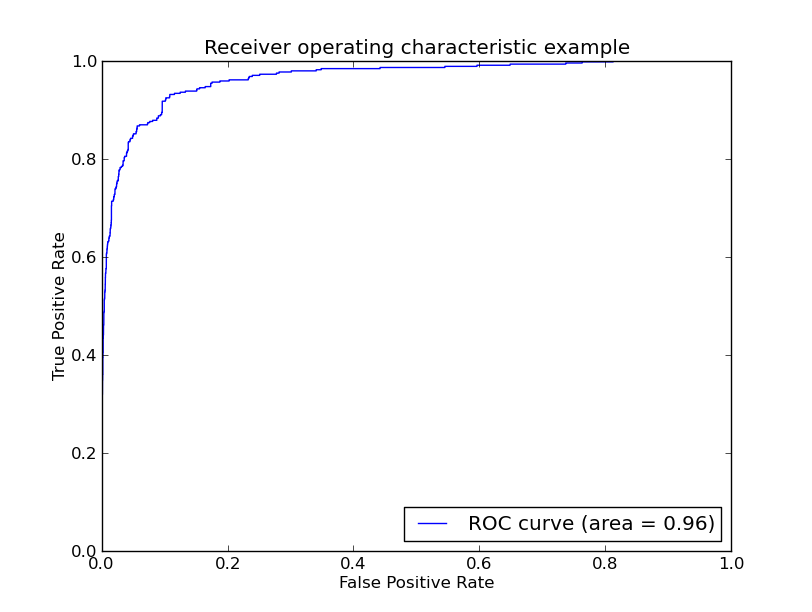 Receiver operating characteristic example
1.0
0.8
0.6
0.4
0.2
0.0
True Positive Rate
ROC curve (area = 0.96)
0.0 0.2 0.4 0.6 0.8 1.0
False Positive Rate